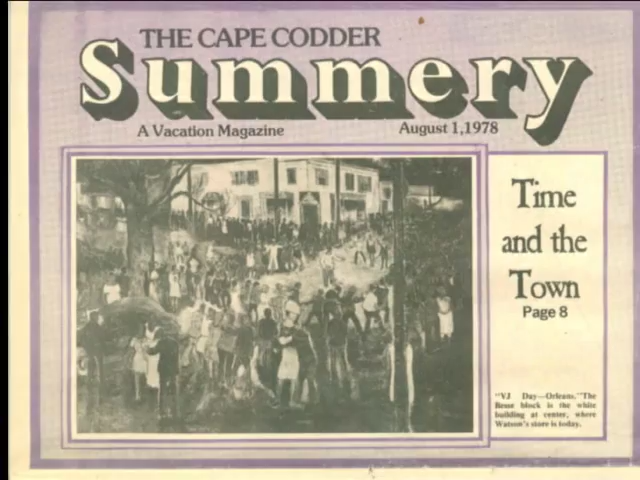 THE CAPE CODDER
Summery
A Vacation Magazine
August 1,1978
Time
and the
Town
Page 8
"VJ Day—Orleans." The
block is the white
building at center, where
Watson's store is today.